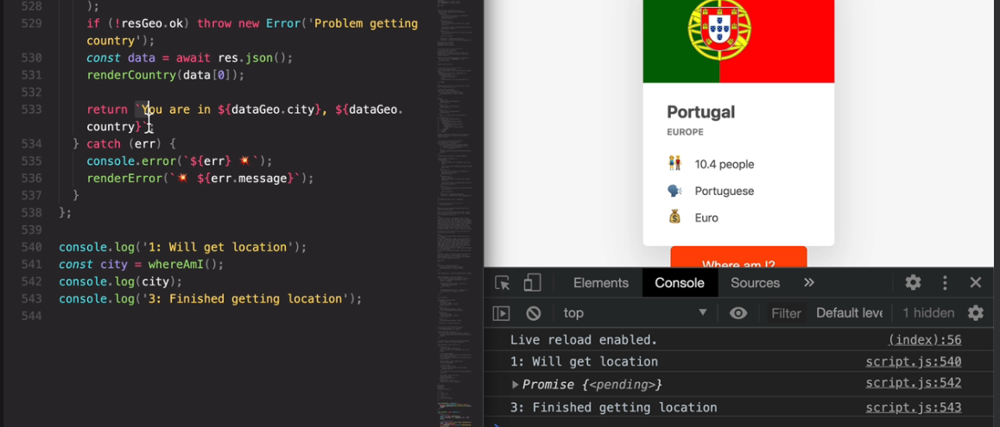 528 );
529 if (!resGeo.ok) throw new Error('Problem getting
country');
530 const data = await res.json();
531 renderCountry(data[0]);
532
533 return `You are in ${dataGeo.city}, ${dataGeo.
country}`;
534 } catch (err) {
535 console.error(`${err} 💥`);
536 renderError(`💥 ${err.message}`);
537 }
538 };
539
540 console.log('1: Will get location');
541 const city = whereAmI();
542 console.log(city);
543 console.log('3: Finished getting location');
544
Portugal
EUROPE
👫 10.4 people
🗣️ Portuguese
💰 Euro
Where am I?
Elements Console Sources »
top Filter Default leve 1 hidden
Live reload enabled. (index):56
1: Will get location script.js:540
▶Promise {<pending>} script.js:542
3: Finished getting location script.js:543